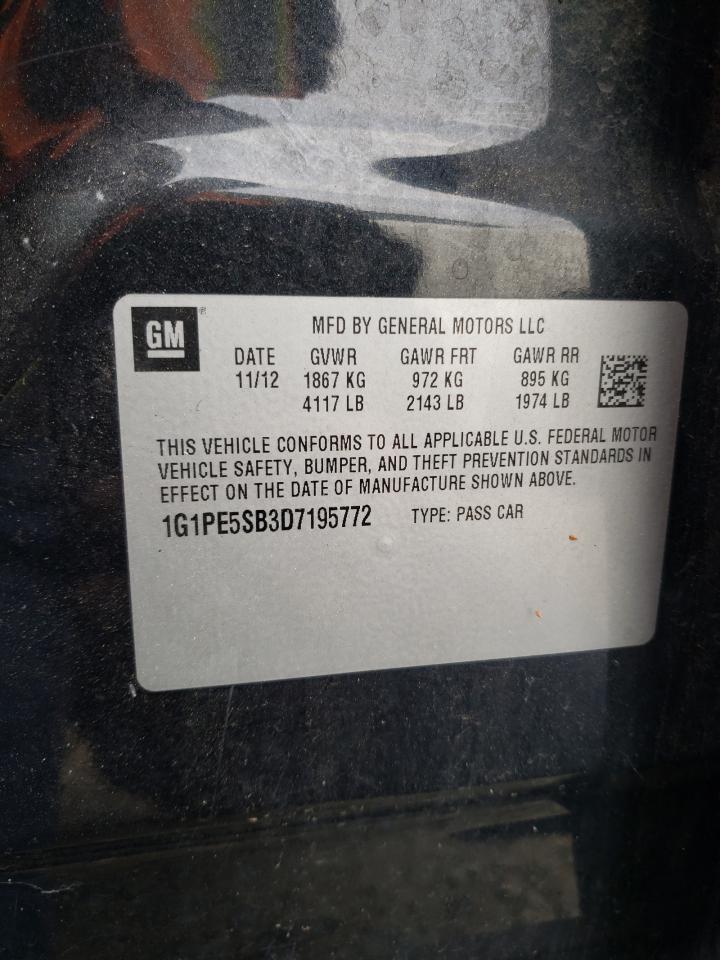 GM ®
MFD BY GENERAL MOTORS LLC
DATE GVWR GAWR FRT GAWR RR
11/12 1867 KG 972 KG 895 KG
4117 LB 2143 LB 1974 LB
THIS VEHICLE CONFORMS TO ALL APPLICABLE U.S. FEDERAL MOTOR
VEHICLE SAFETY, BUMPER, AND THEFT PREVENTION STANDARDS IN
EFFECT ON THE DATE OF MANUFACTURE SHOWN ABOVE.
1G1PE5SB3D7195772 TYPE: PASS CAR